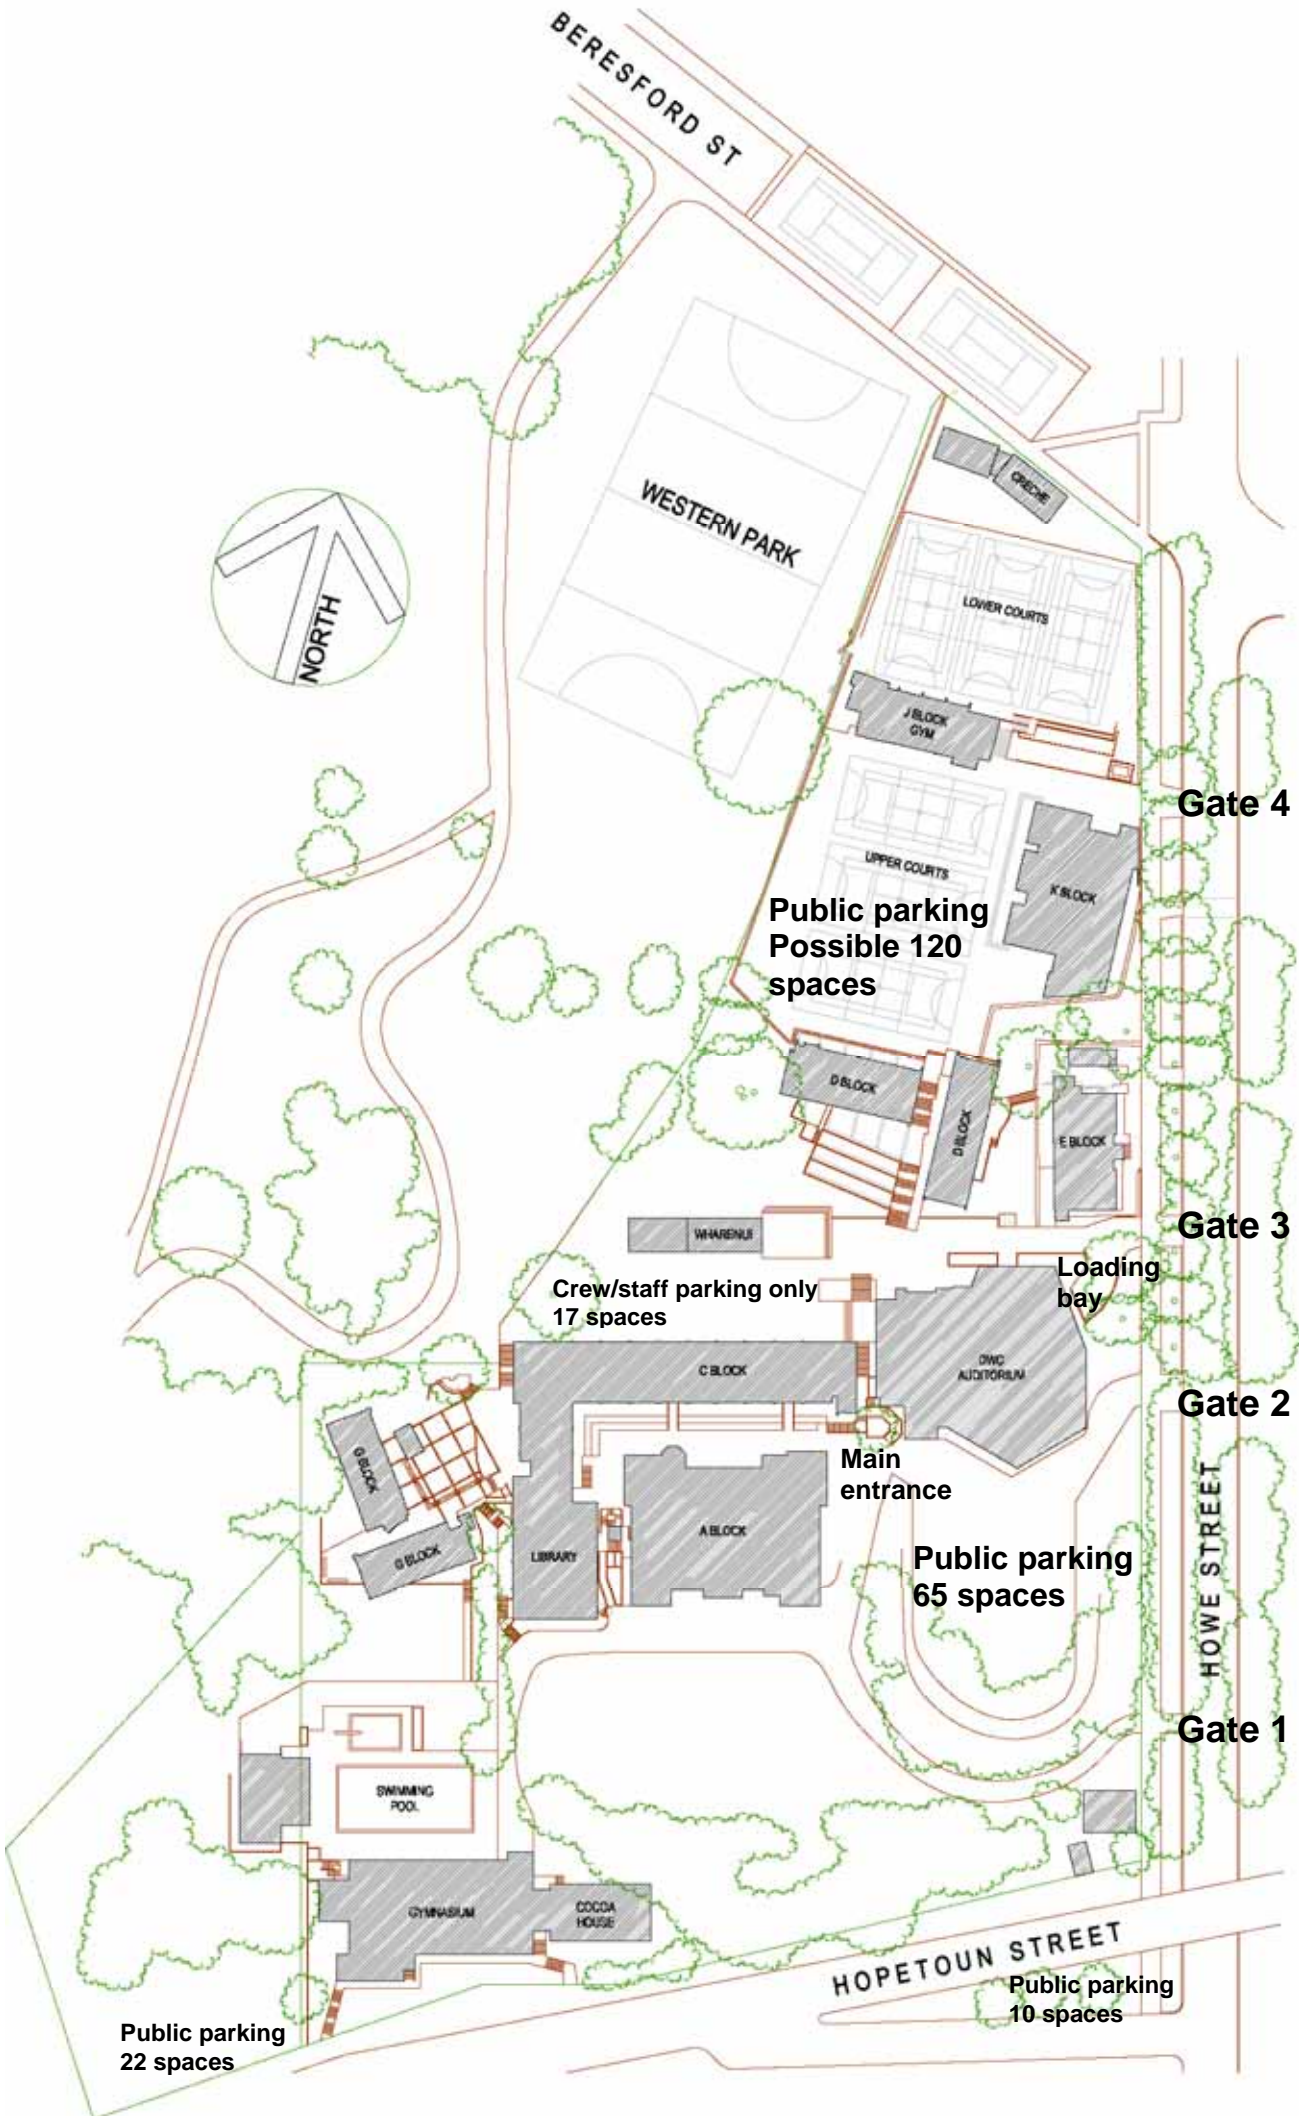 BERESFORD ST
WESTERN PARK
CRECHE
LOWER COURTS
NORTH
J BLOCK
GYM
Gate 4
UPPER COURTS
K BLOCK
Public parking
Possible 120
spaces
D BLOCK
D BLOCK
E BLOCK
Gate 3
WHARENUI
Loading
bay
Crew/staff parking only
17 spaces
C BLOCK
DWC
AUDITORIUM
Gate 2
G BLOCK
Main
entrance
HOWE STREET
A BLOCK
G BLOCK
LIBRARY
Public parking
65 spaces
Gate 1
SWIMMING
POOL
GYMNASIUM
COCOA
HOUSE
HOPETOUN STREET
Public parking
10 spaces
Public parking
22 spaces